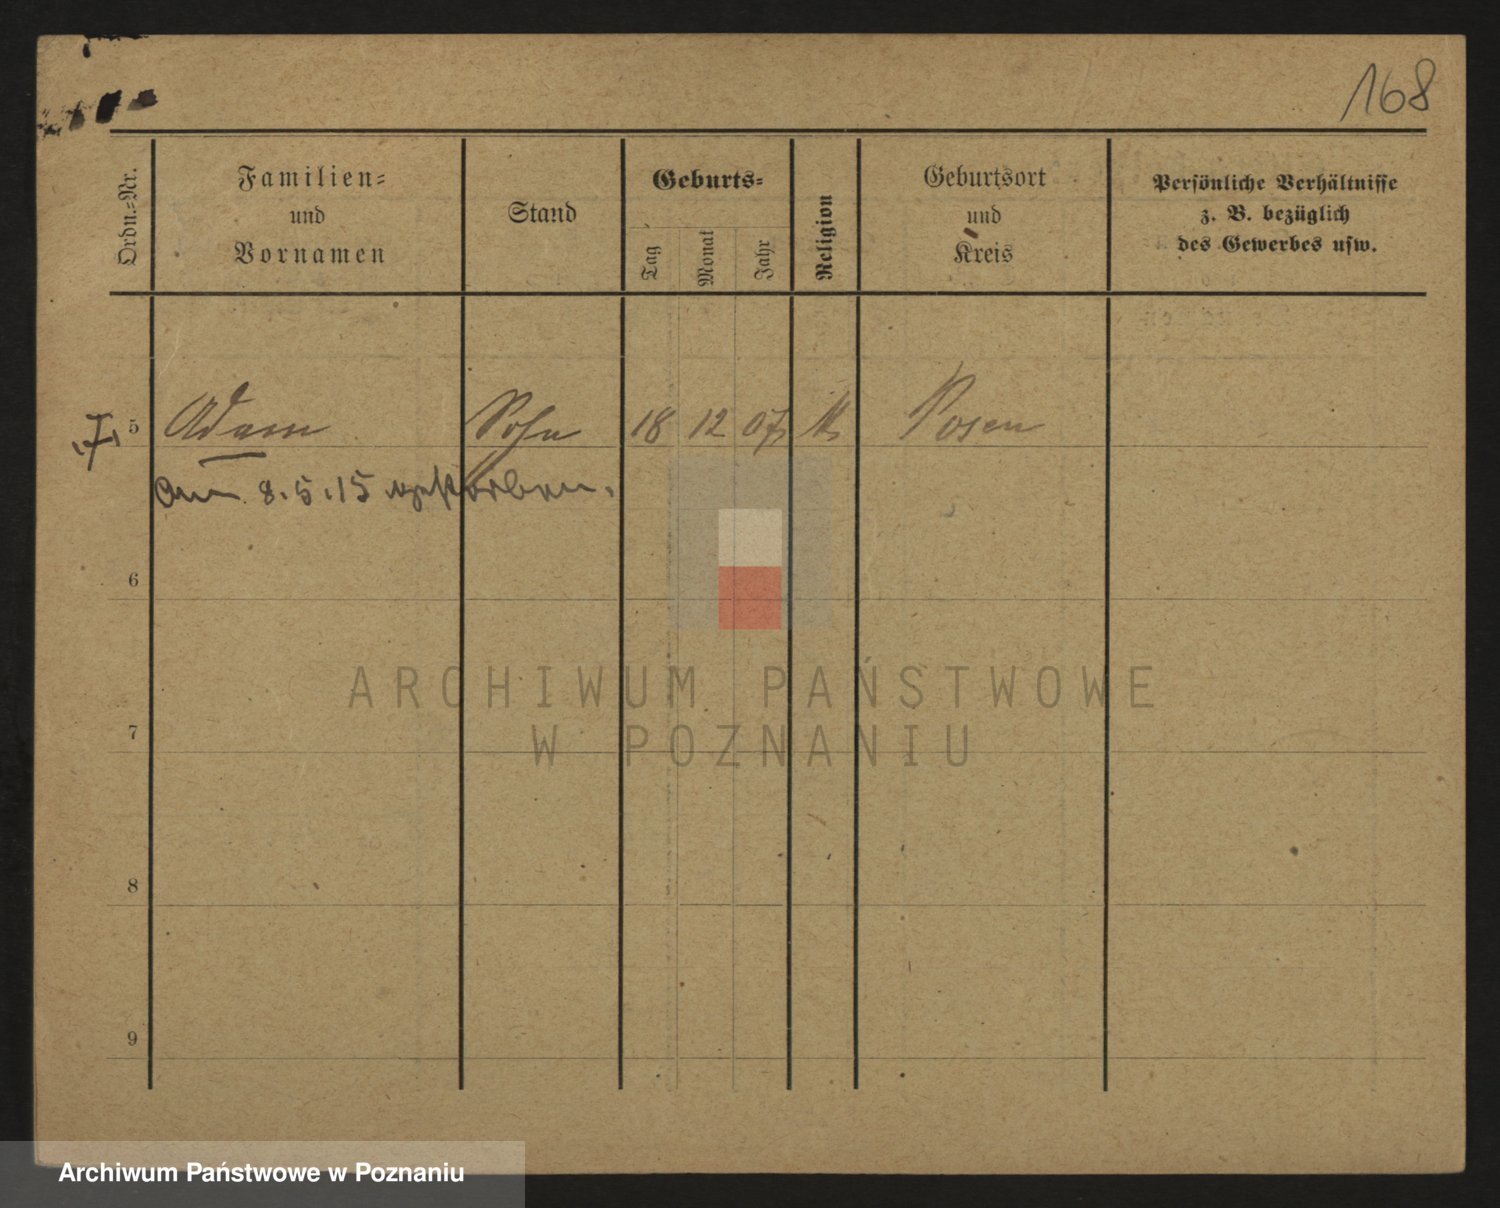 168
Ordn.-Nr.
Familien-
und
Vornamen
Stand
Geburts-
Tag
Monat
Jahr
Religion
Geburtsort
und
Kreis
Persönliche Verhältnisse
z. B. bezüglich
des Gewerbes usw.
5 Adam Sohn 18 12 07 k. Posen
am 8.5.15 gestorben.
6
ARCHIWUM PAŃSTWOWE
W POZNANIU
7
8
9
Archiwum Państwowe w Poznaniu